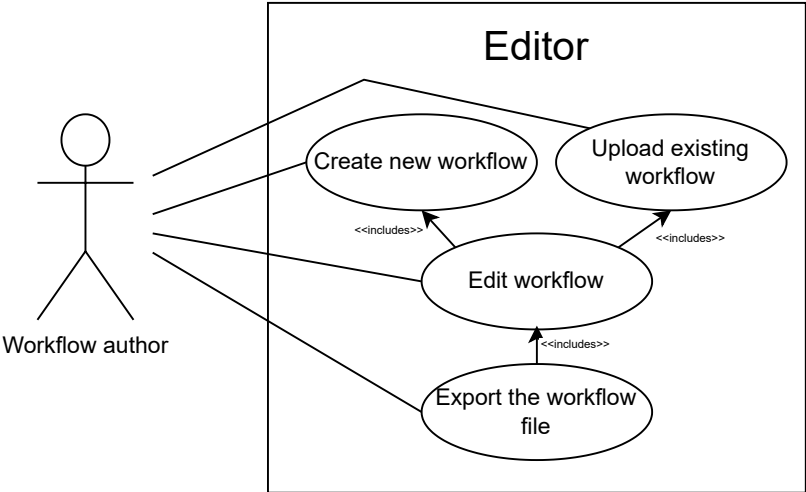 Editor
Create new workflow
Upload existing
workflow
<<includes>>
<<includes>>
Edit workflow
Workflow author
<<includes>>
Export the workflow
file